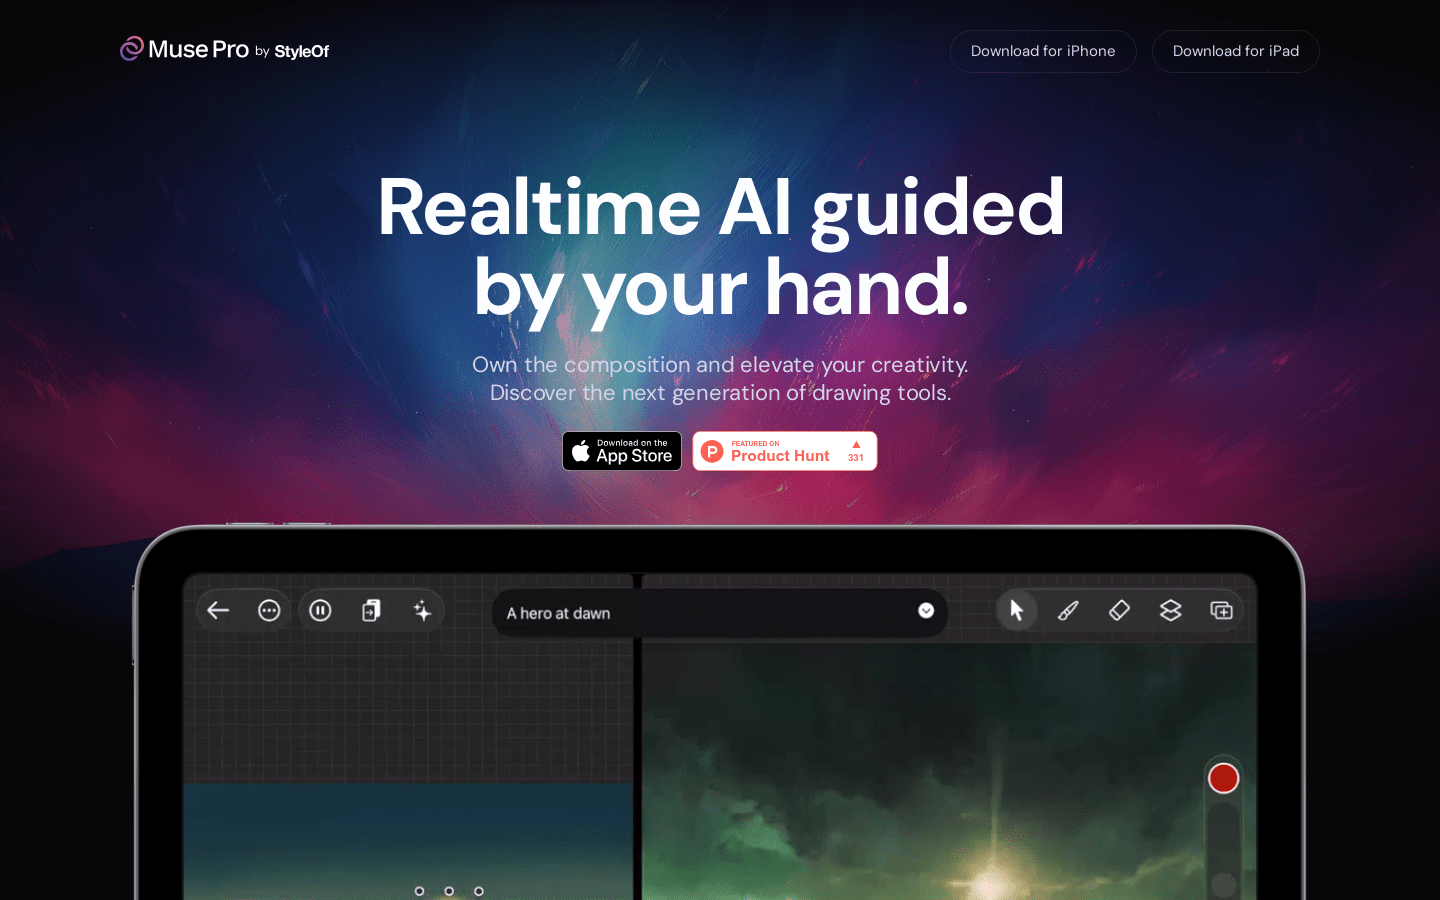 Muse Pro by StyleOf
Download for iPhone
Download for iPad
Realtime AI guided
by your hand.
Own the composition and elevate your creativity.
Discover the next generation of drawing tools.
Download on the
App Store
P
FEATURED ON
Product Hunt
331
A hero at dawn